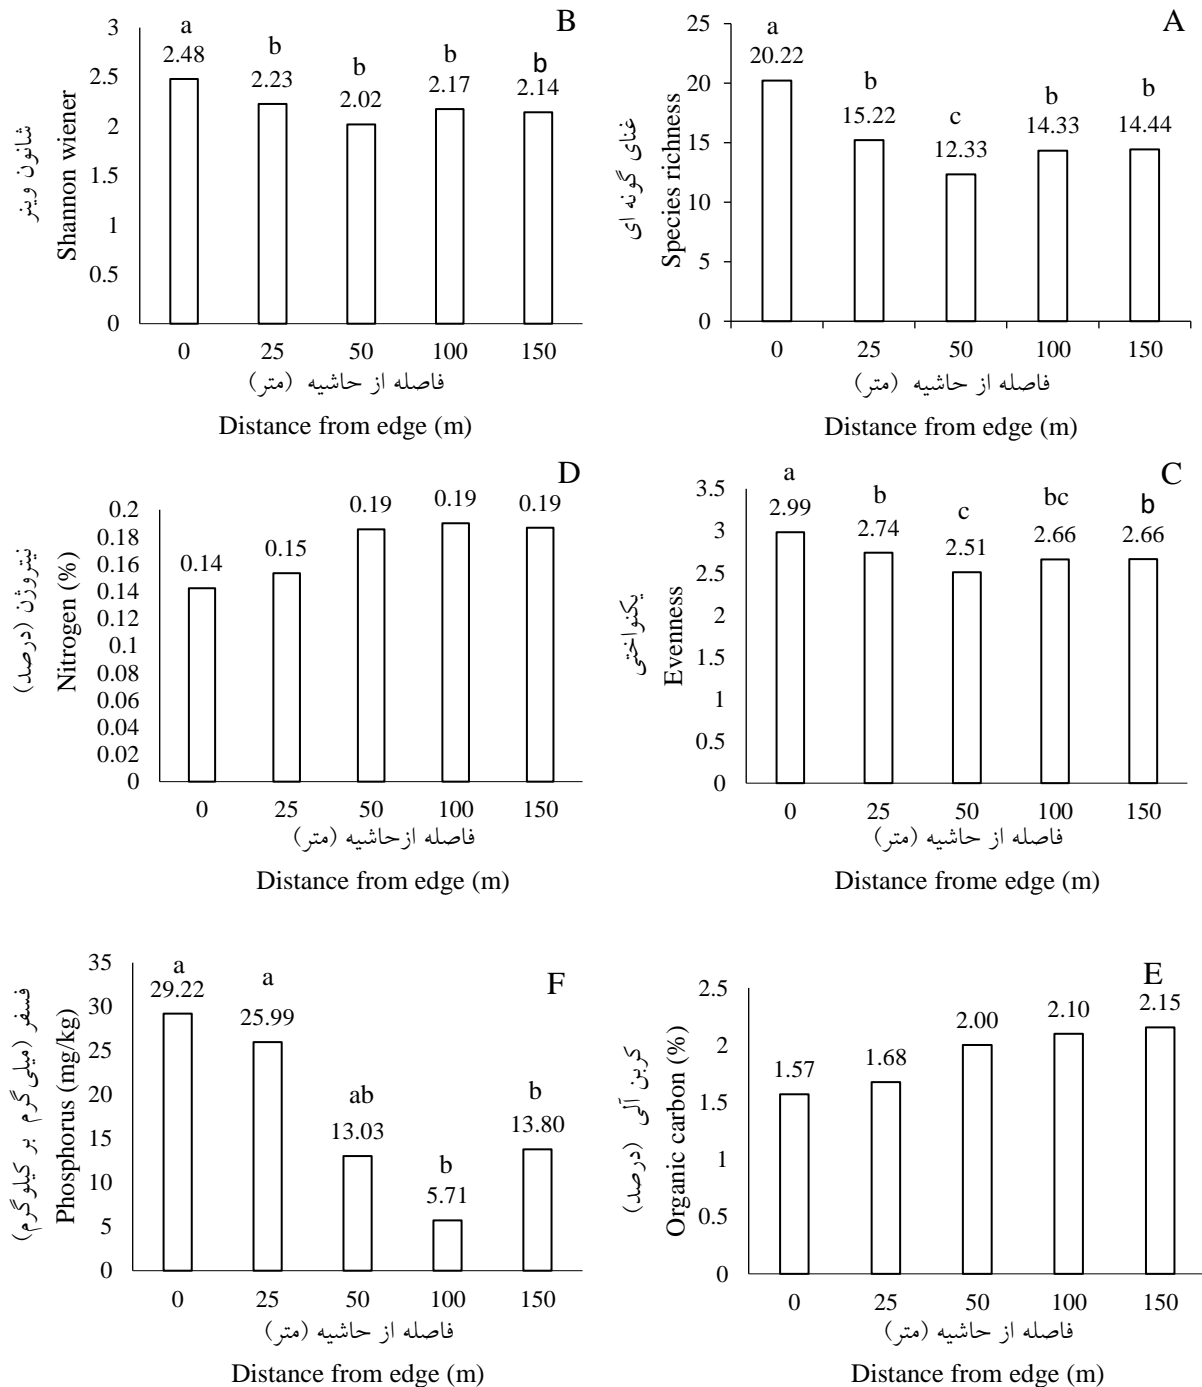 B
شانون وینر
Shannon wiener
3
2.5
2
1.5
1
0.5
0
a
2.48
b
2.23
b
2.02
b
2.17
b
2.14
0 25 50 100 150
فاصله از حاشیه (متر)
Distance from edge (m)
A
غنای گونه ای
Species richness
25
20
15
10
5
0
a
20.22
b
15.22
c
12.33
b
14.33
b
14.44
0 25 50 100 150
فاصله از حاشیه (متر)
Distance from edge (m)
D
نیتروژن (درصد)
Nitrogen (%)
0.2
0.18
0.16
0.14
0.12
0.1
0.08
0.06
0.04
0.02
0
0.14
0.15
0.19
0.19
0.19
0 25 50 100 150
فاصله ازحاشیه (متر)
Distance from edge (m)
C
یکنواختی
Evenness
3.5
3
2.5
2
1.5
1
0.5
0
a
2.99
b
2.74
c
2.51
bc
2.66
b
2.66
0 25 50 100 150
فاصله از حاشیه (متر)
Distance frome edge (m)
F
فسفر (میلی گرم بر کیلوگرم)
Phosphorus (mg/kg)
35
30
25
20
15
10
5
0
a
29.22
a
25.99
ab
13.03
b
5.71
b
13.80
0 25 50 100 150
فاصله از حاشیه (متر)
Distance from edge (m)
E
کربن آلی (درصد)
Organic carbon (%)
2.5
2
1.5
1
0.5
0
1.57
1.68
2.00
2.10
2.15
0 25 50 100 150
فاصله از حاشیه (متر)
Distance from edge (m)